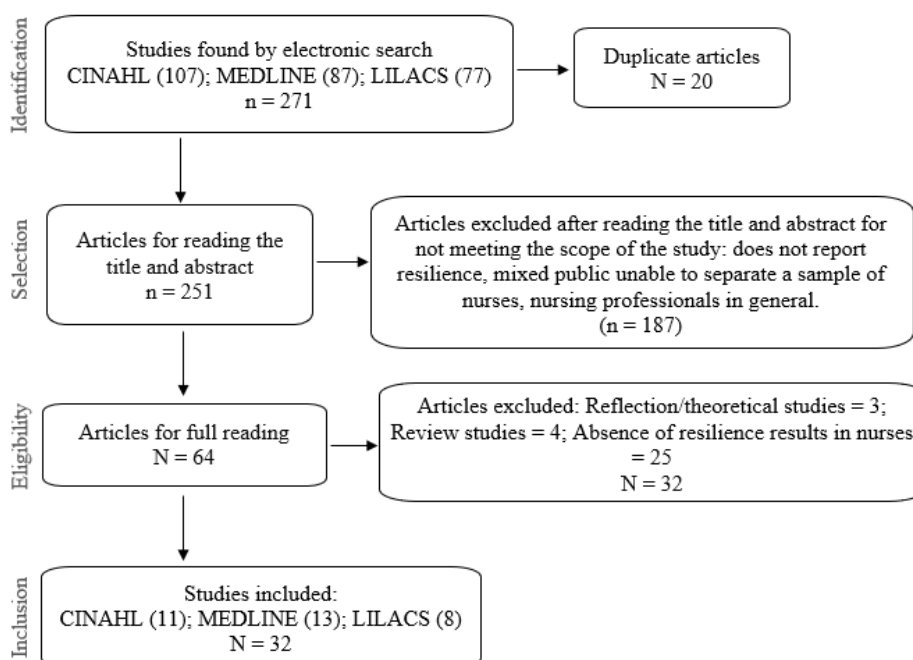 Identification
Studies found by electronic search
CINAHL (107); MEDLINE (87); LILACS (77)
n = 271
Duplicate articles
N = 20
Selection
Articles for reading the
title and abstract
n = 251
Articles excluded after reading the title and abstract for
not meeting the scope of the study: does not report
resilience, mixed public unable to separate a sample of
nurses, nursing professionals in general.
(n = 187)
Eligibility
Articles for full reading
N = 64
Articles excluded: Reflection/theoretical studies = 3;
Review studies = 4; Absence of resilience results in nurses
= 25
N = 32
Inclusion
Studies included:
CINAHL (11); MEDLINE (13); LILACS (8)
N = 32